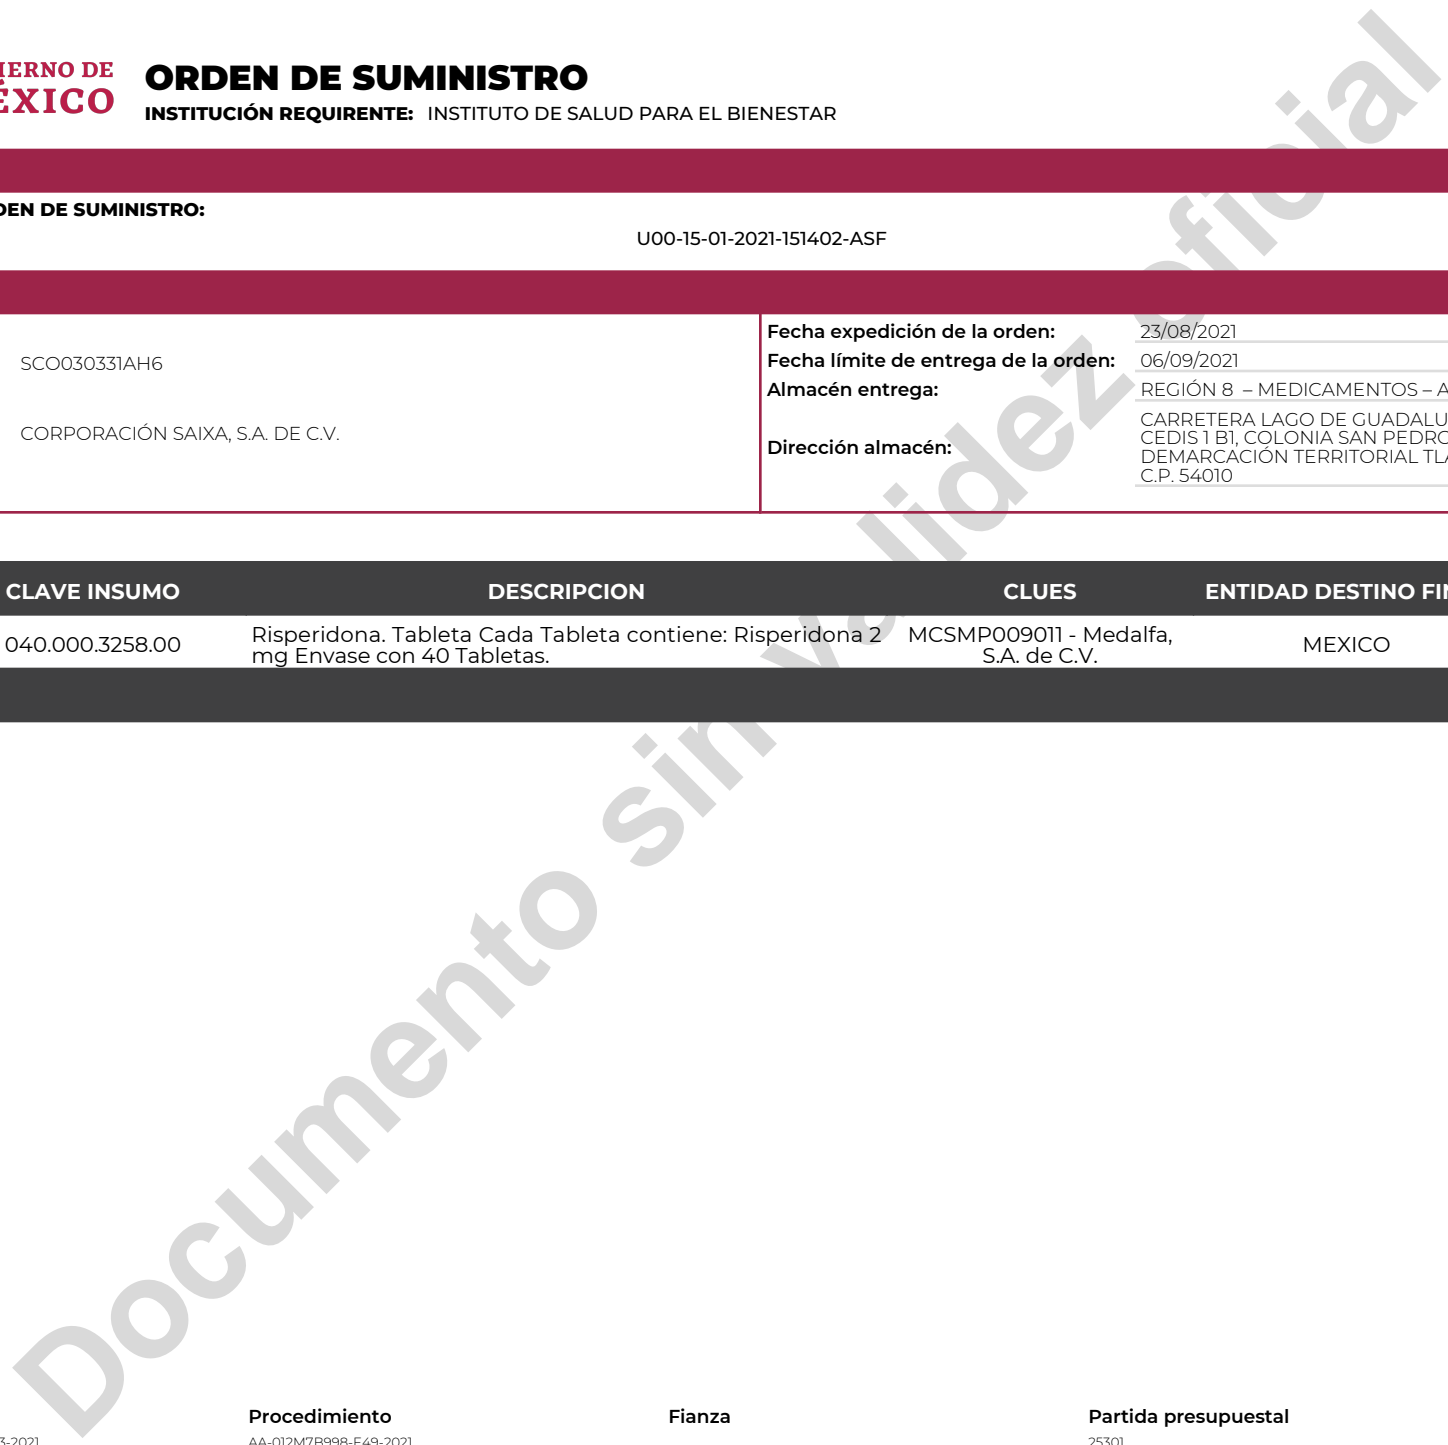 IERNO DE
ÉXICO
ORDEN DE SUMINISTRO
INSTITUCIÓN REQUIRENTE: INSTITUTO DE SALUD PARA EL BIENESTAR
DEN DE SUMINISTRO:
U00-15-01-2021-151402-ASF
SCO030331AH6
CORPORACIÓN SAIXA, S.A. DE C.V.
Fecha expedición de la orden: 23/08/2021
Fecha límite de entrega de la orden: 06/09/2021
Almacén entrega: REGIÓN 8 – MEDICAMENTOS – A
Dirección almacén:
CARRETERA LAGO DE GUADALU
CEDIS 1 B1, COLONIA SAN PEDRO
DEMARCACIÓN TERRITORIAL TLA
C.P. 54010
CLAVE INSUMO DESCRIPCION CLUES ENTIDAD DESTINO FIN
040.000.3258.00
Risperidona. Tableta Cada Tableta contiene: Risperidona 2
mg Envase con 40 Tabletas.
MCSMP009011 - Medalfa,
S.A. de C.V.
MEXICO
Documento sin validez oficial
Procedimiento Fianza Partida presupuestal
3-2021 AA-012M7B998-E49-2021 25301